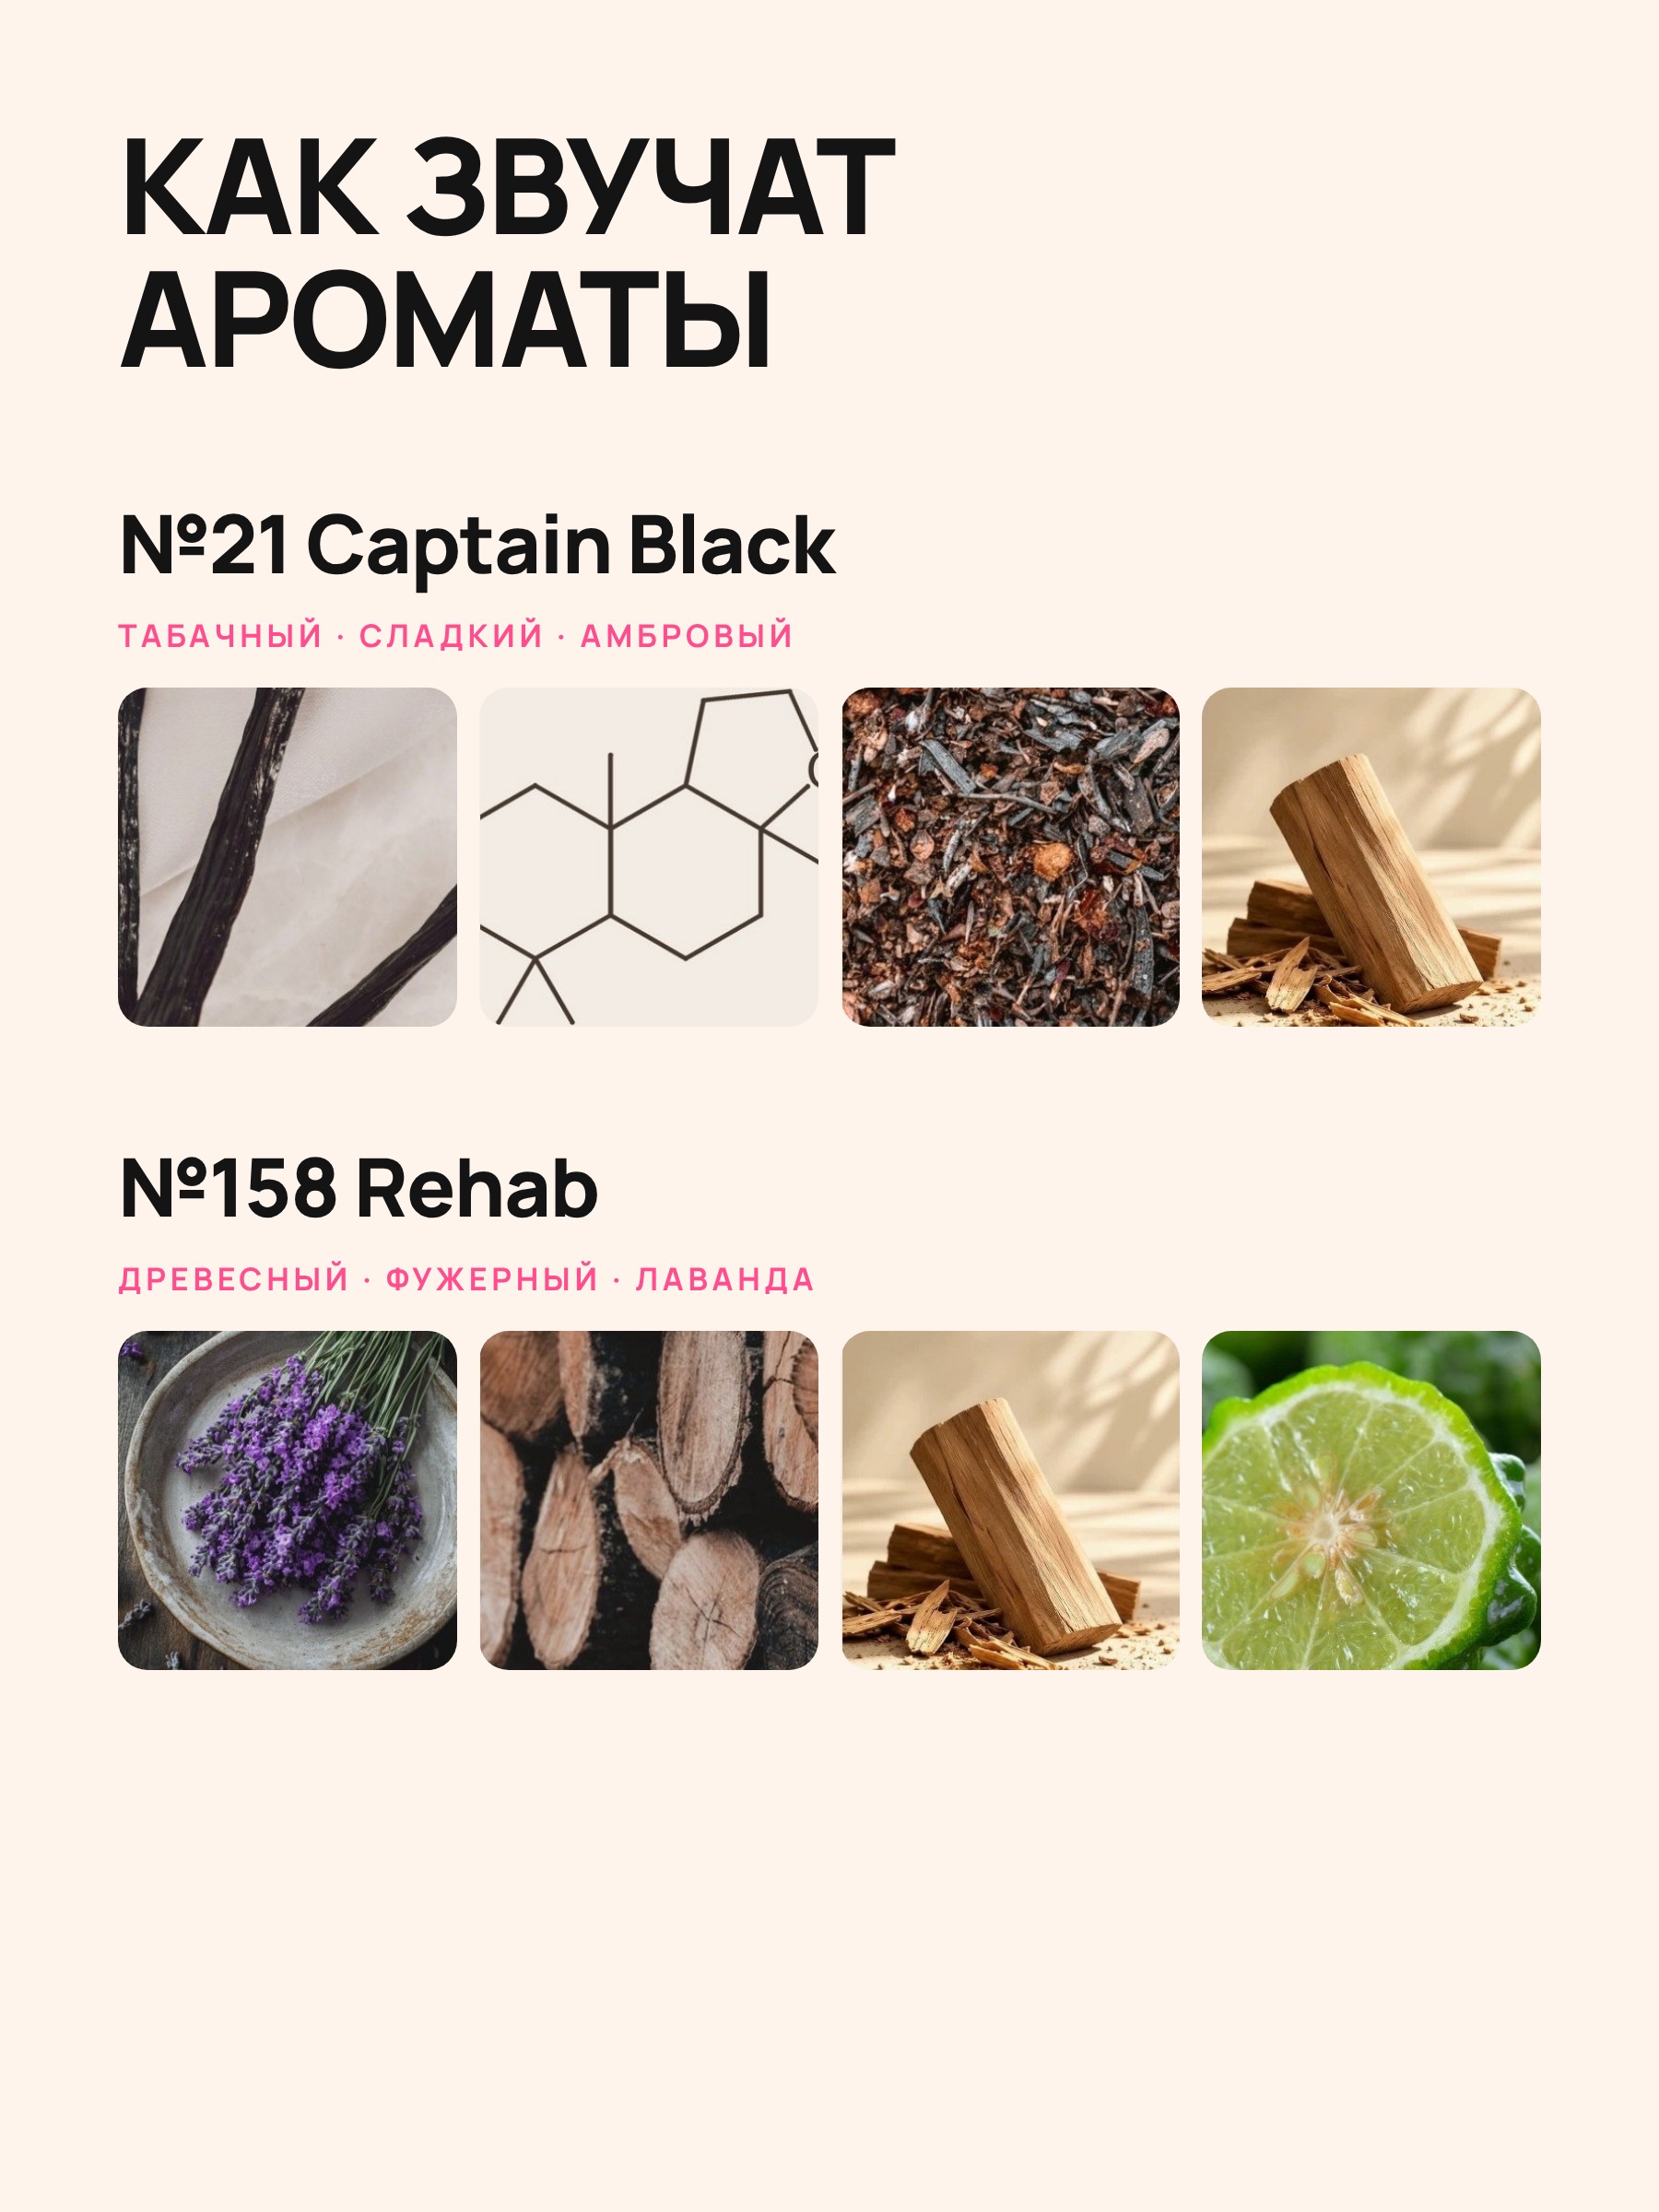 КАК ЗВУЧАТ
АРОМАТЫ
№21 Captain Black
ТАБАЧНЫЙ · СЛАДКИЙ · АМБРОВЫЙ
№158 Rehab
ДРЕВЕСНЫЙ · ФУЖЕРНЫЙ · ЛАВАНДА